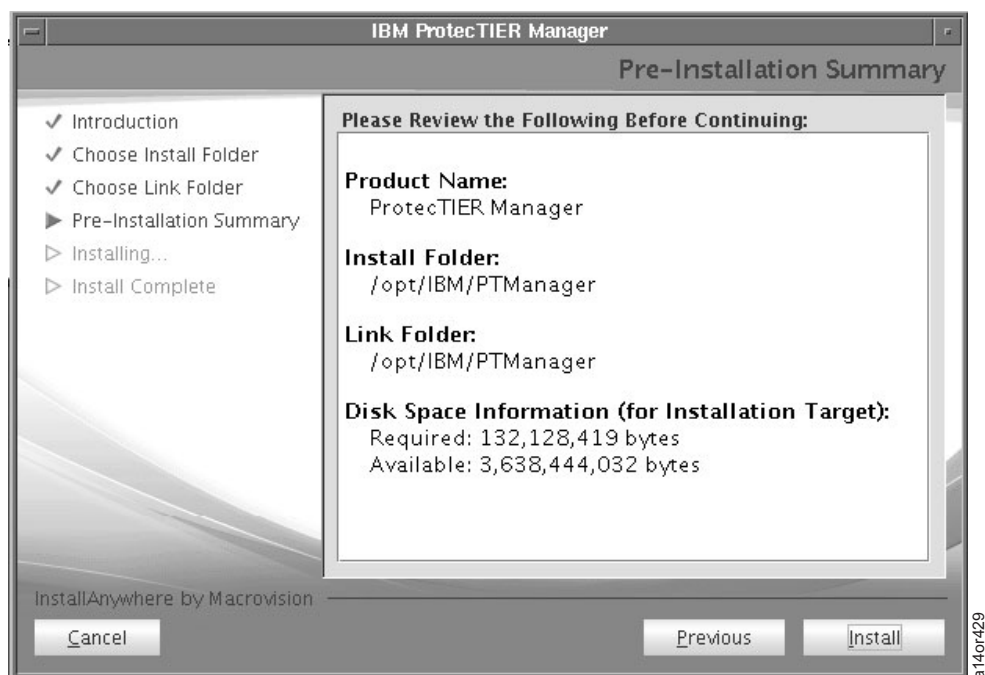 IBM ProtecTIER Manager
Pre-Installation Summary
Introduction
Choose Install Folder
Choose Link Folder
Pre-Installation Summary
Installing...
Install Complete
Please Review the Following Before Continuing:
Product Name:
ProtecTIER Manager
Install Folder:
/opt/IBM/PTManager
Link Folder:
/opt/IBM/PTManager
Disk Space Information (for Installation Target):
Required: 132,128,419 bytes
Available: 3,638,444,032 bytes
InstallAnywhere by Macrovision
Cancel
Previous
Install
a14or429